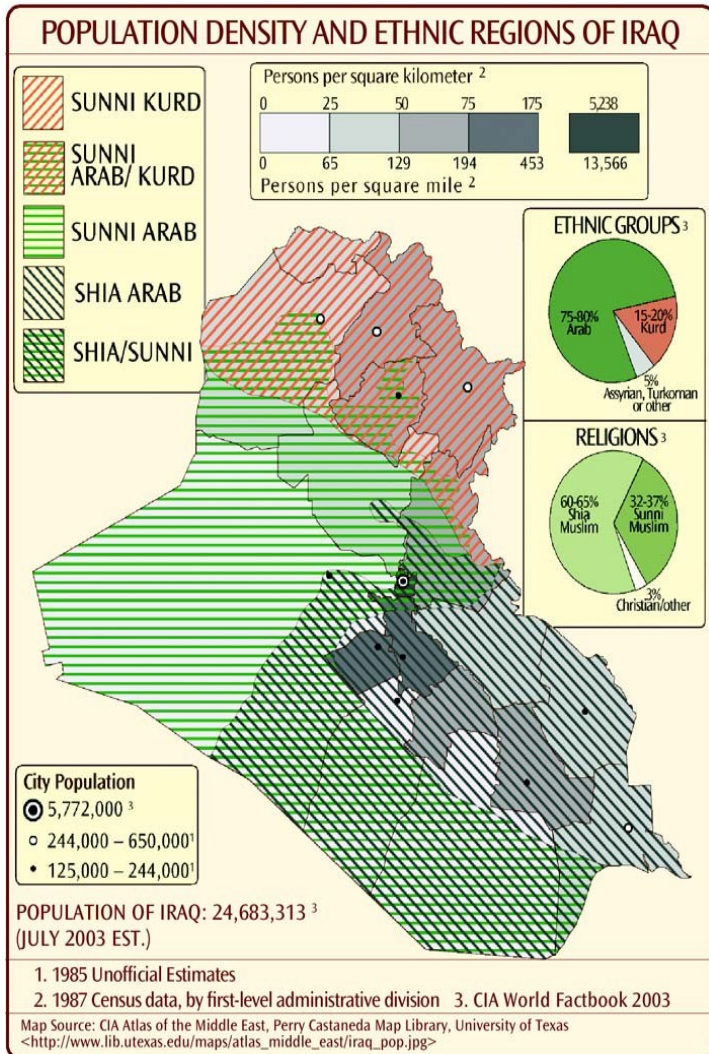 POPULATION DENSITY AND ETHNIC REGIONS OF IRAQ
SUNNI KURD
SUNNI
ARAB/ KURD
SUNNI ARAB
SHIA ARAB
SHIA/SUNNI
Persons per square kilometer 2
0 25 50 75 175 5,238
0 65 129 194 453 13,566
Persons per square mile 2
ETHNIC GROUPS 3
75-80%
Arab
15-20%
Kurd
5%
Assyrian, Turkoman
or other
RELIGIONS 3
60-65%
Shia
Muslim
32-37%
Sunni
Muslim
3%
Christian/other
City Population
5,772,000 3
244,000 – 650,000 1
125,000 – 244,000 1
POPULATION OF IRAQ: 24,683,313 3
(JULY 2003 EST.)
1. 1985 Unofficial Estimates
2. 1987 Census data, by first-level administrative division 3. CIA World Factbook 2003
Map Source: CIA Atlas of the Middle East, Perry Castaneda Map Library, University of Texas
<http://www.lib.utexas.edu/maps/atlas_middle_east/iraq_pop.jpg>